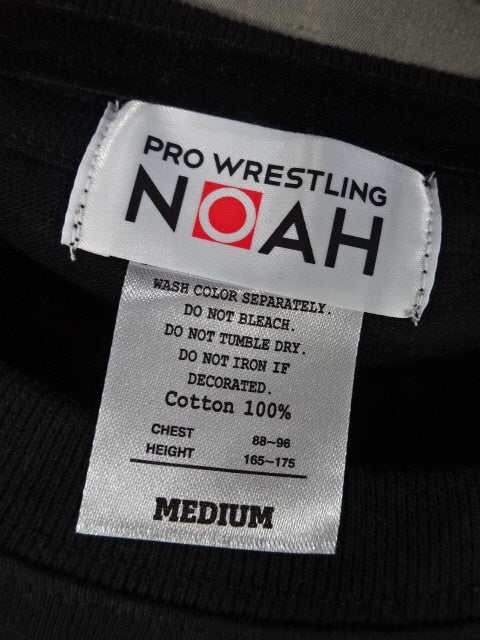 PRO WRESTLING
NOAH
WASH COLOR SEPARATELY.
DO NOT BLEACH.
DO NOT TUMBLE DRY.
DO NOT IRON IF
DECORATED.
Cotton 100%
CHEST 88~96
HEIGHT 165~175
MEDIUM